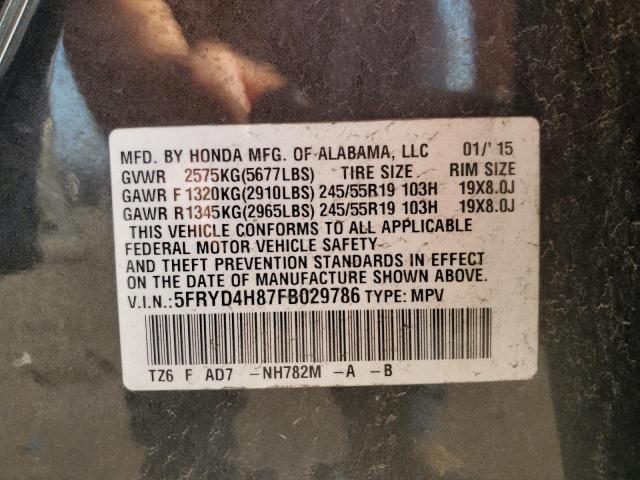 MFD. BY HONDA MFG. OF ALABAMA, LLC 01/' 15
GVWR 2575KG(5677LBS) TIRE SIZE RIM SIZE
GAWR F 1320KG(2910LBS) 245/55R19 103H 19X8.0J
GAWR R1345KG(2965LBS) 245/55R19 103H 19X8.0J
THIS VEHICLE CONFORMS TO ALL APPLICABLE
FEDERAL MOTOR VEHICLE SAFETY
AND THEFT PREVENTION STANDARDS IN EFFECT
ON THE DATE OF MANUFACTURE SHOWN ABOVE.
V.I.N.:5FRYD4H87FB029786 TYPE: MPV
TZ6 F AD7 -NH782M -A -B